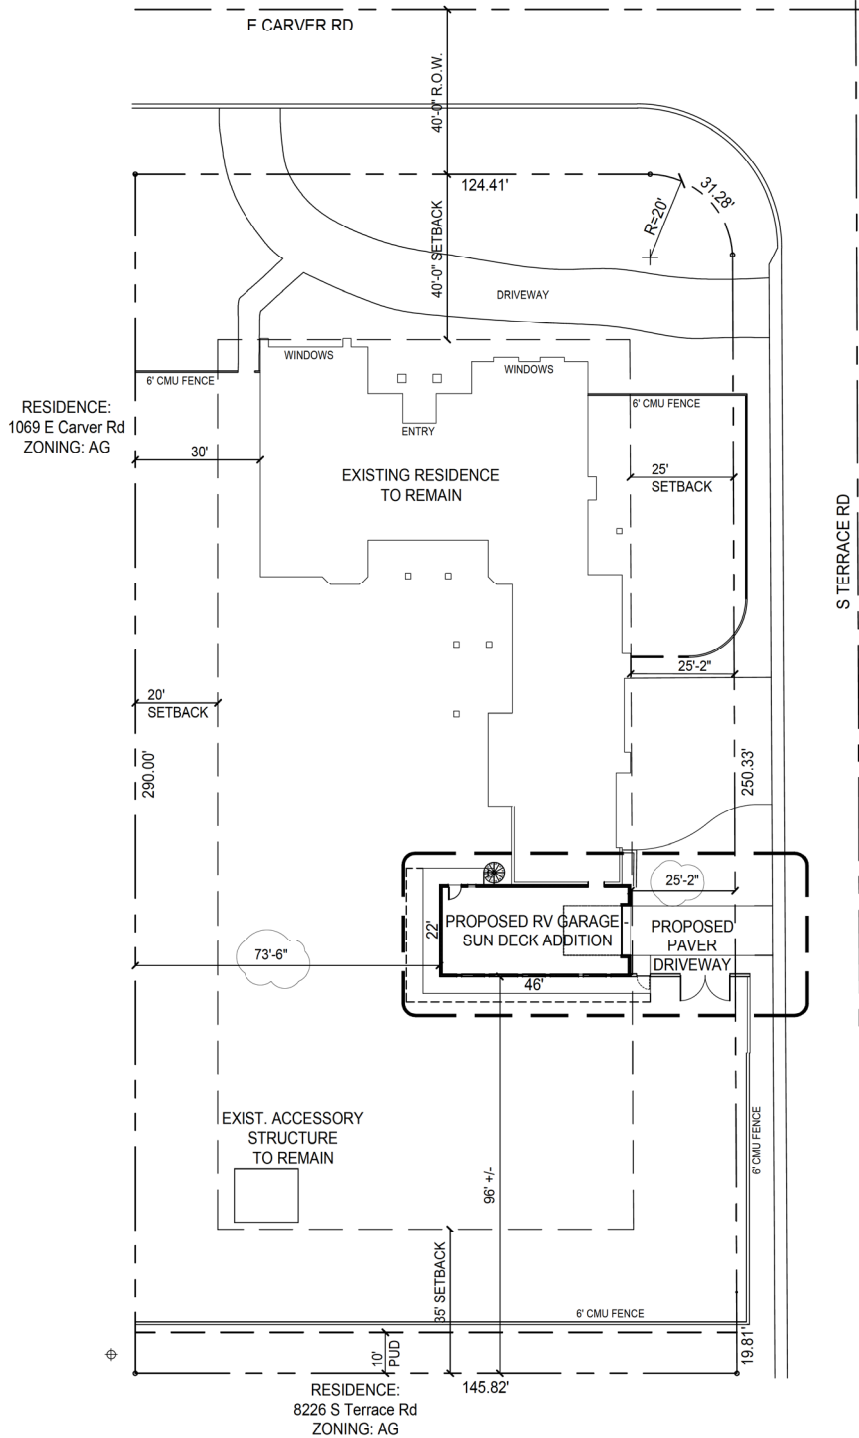 E CARVER RD
40'-0" R.O.W.
124.41'
31.28'
R=20'
40'-0" SETBACK
DRIVEWAY
WINDOWS
WINDOWS
6' CMU FENCE
6' CMU FENCE
ENTRY
RESIDENCE:
1069 E Carver Rd
ZONING: AG
30'
EXISTING RESIDENCE
TO REMAIN
25'
SETBACK
S TERRACE RD
25'-2"
20'
SETBACK
290.00'
250.33'
25'-2"
PROPOSED RV GARAGE -
SUN DECK ADDITION
22'
46'
PROPOSED
PAVER
DRIVEWAY
73'-6"
EXIST. ACCESSORY
STRUCTURE
TO REMAIN
96' +/-
6' CMU FENCE
35' SETBACK
6' CMU FENCE
10'
PUD
19.81'
145.82'
RESIDENCE:
8226 S Terrace Rd
ZONING: AG